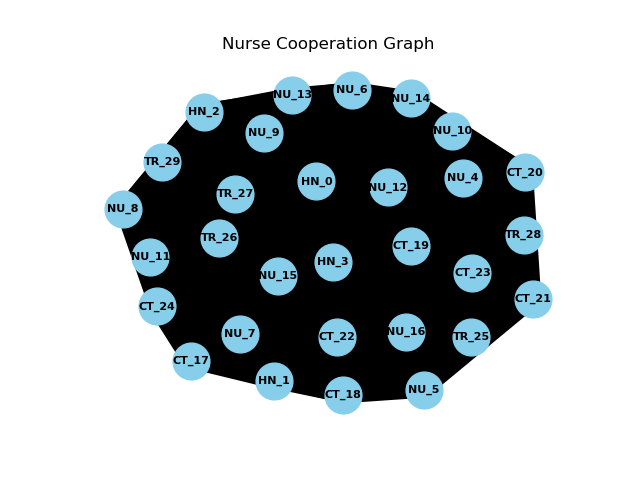 Nurse Cooperation Graph
NU_6
NU_13
NU_14
HN_2
NU_10
NU_9
TR_29
CT_20
NU_4
HN_0
NU_12
TR_27
NU_8
TR_28
TR_26
CT_19
NU_11
HN_3
CT_23
NU_15
CT_21
CT_24
NU_16
NU_7
CT_22
TR_25
CT_17
HN_1
NU_5
CT_18